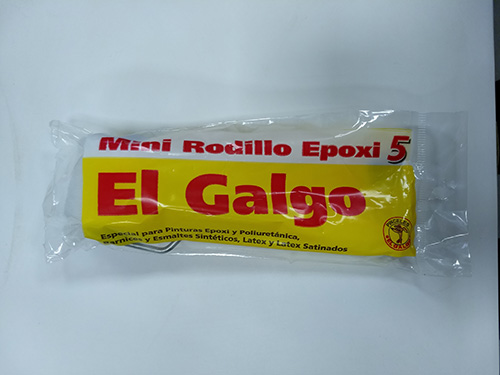 Mini Rodillo Epoxi 5
El Galgo
Especial para Pinturas Epoxi y Poliuretánica,
Barnices y Esmaltes Sintéticos, Latex y Latex Satinados